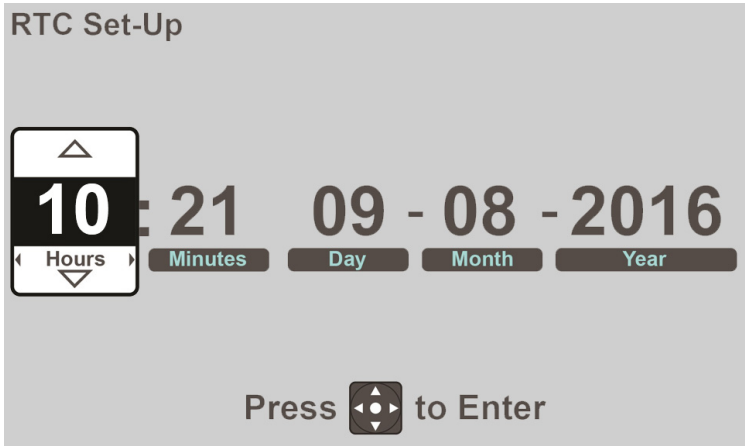 RTC Set-Up
10 : 21 09 - 08 - 2016
Hours Minutes Day Month Year
Press to Enter